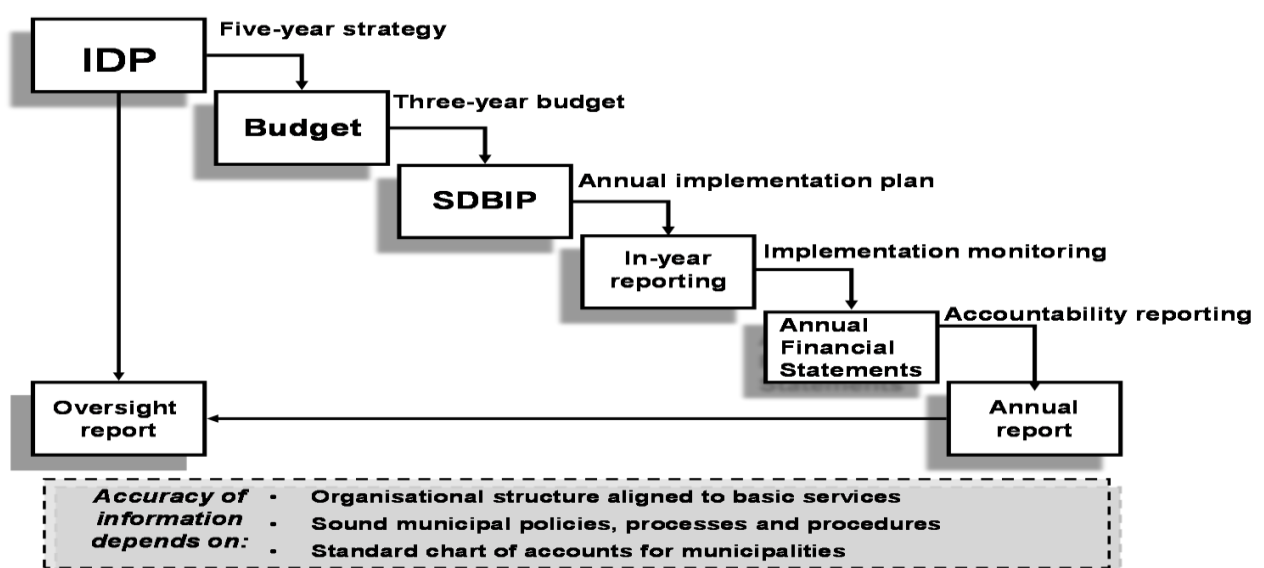 Five-year strategy
IDP
Three-year budget
Budget
Annual implementation plan
SDBIP
Implementation monitoring
In-year
reporting
Accountability reporting
Annual
Financial
Statements
Oversight
report
Annual
report
Accuracy of
information
depends on:
• Organisational structure aligned to basic services
• Sound municipal policies, processes and procedures
• Standard chart of accounts for municipalities